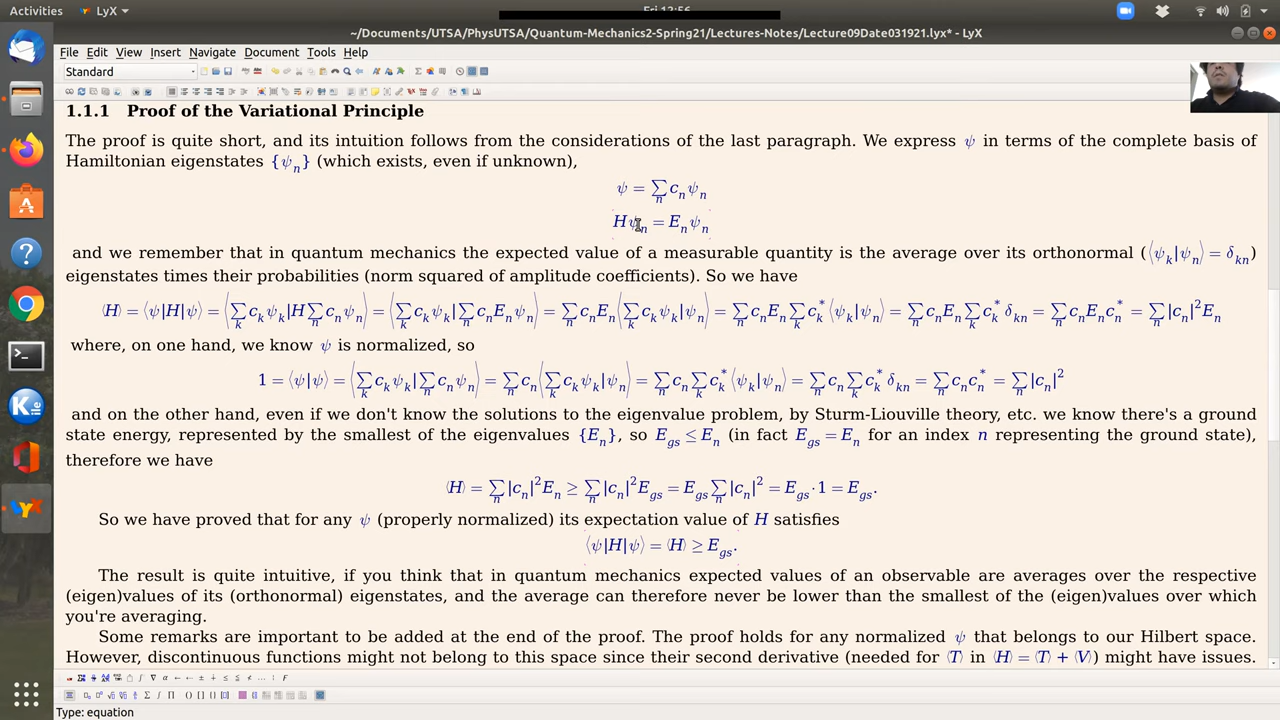 Activities LyX
~/Documents/UTSA/PhysUTSA/Quantum-Mechanics2-Spring21/Lectures-Notes/Lecture09Date031921.lyx* - LyX
File Edit View Insert Navigate Document Tools Help
Standard
1.1.1 Proof of the Variational Principle
The proof is quite short, and its intuition follows from the considerations of the last paragraph. We express ψ in terms of the complete basis of
Hamiltonian eigenstates {ψ_n} (which exists, even if unknown),
ψ = ∑_n c_n ψ_n
Hψ_n = E_n ψ_n
and we remember that in quantum mechanics the expected value of a measurable quantity is the average over its orthonormal (⟨ψ_k|ψ_n⟩ = δ_kn)
eigenstates times their probabilities (norm squared of amplitude coefficients). So we have
⟨H⟩ = ⟨ψ|H|ψ⟩ = ⟨∑_k c_k ψ_k|H ∑_n c_n ψ_n⟩ = ⟨∑_k c_k ψ_k|∑_n c_n E_n ψ_n⟩ = ∑_n c_n E_n ⟨∑_k c_k ψ_k|ψ_n⟩ = ∑_n c_n E_n ∑_k c_k^* ⟨ψ_k|ψ_n⟩ = ∑_n c_n E_n ∑_k c_k^* δ_kn = ∑_n c_n E_n c_n^* = ∑_n |c_n|^2 E_n
where, on one hand, we know ψ is normalized, so
1 = ⟨ψ|ψ⟩ = ⟨∑_k c_k ψ_k|∑_n c_n ψ_n⟩ = ∑_n c_n ⟨∑_k c_k ψ_k|ψ_n⟩ = ∑_n c_n ∑_k c_k^* ⟨ψ_k|ψ_n⟩ = ∑_n c_n ∑_k c_k^* δ_kn = ∑_n c_n c_n^* = ∑_n |c_n|^2
and on the other hand, even if we don't know the solutions to the eigenvalue problem, by Sturm-Liouville theory, etc. we know there's a ground
state energy, represented by the smallest of the eigenvalues {E_n}, so E_gs ≤ E_n (in fact E_gs = E_n for an index n representing the ground state),
therefore we have
⟨H⟩ = ∑_n |c_n|^2 E_n ≥ ∑_n |c_n|^2 E_gs = E_gs ∑_n |c_n|^2 = E_gs · 1 = E_gs.
So we have proved that for any ψ (properly normalized) its expectation value of H satisfies
⟨ψ|H|ψ⟩ = ⟨H⟩ ≥ E_gs.
The result is quite intuitive, if you think that in quantum mechanics expected values of an observable are averages over the respective
(eigen)values of its (orthonormal) eigenstates, and the average can therefore never be lower than the smallest of the (eigen)values over which
you're averaging.
Some remarks are important to be added at the end of the proof. The proof holds for any normalized ψ that belongs to our Hilbert space.
However, discontinuous functions might not belong to this space since their second derivative (needed for ⟨T⟩ in ⟨H⟩ = ⟨T⟩ + ⟨V⟩) might have issues.
Type: equation